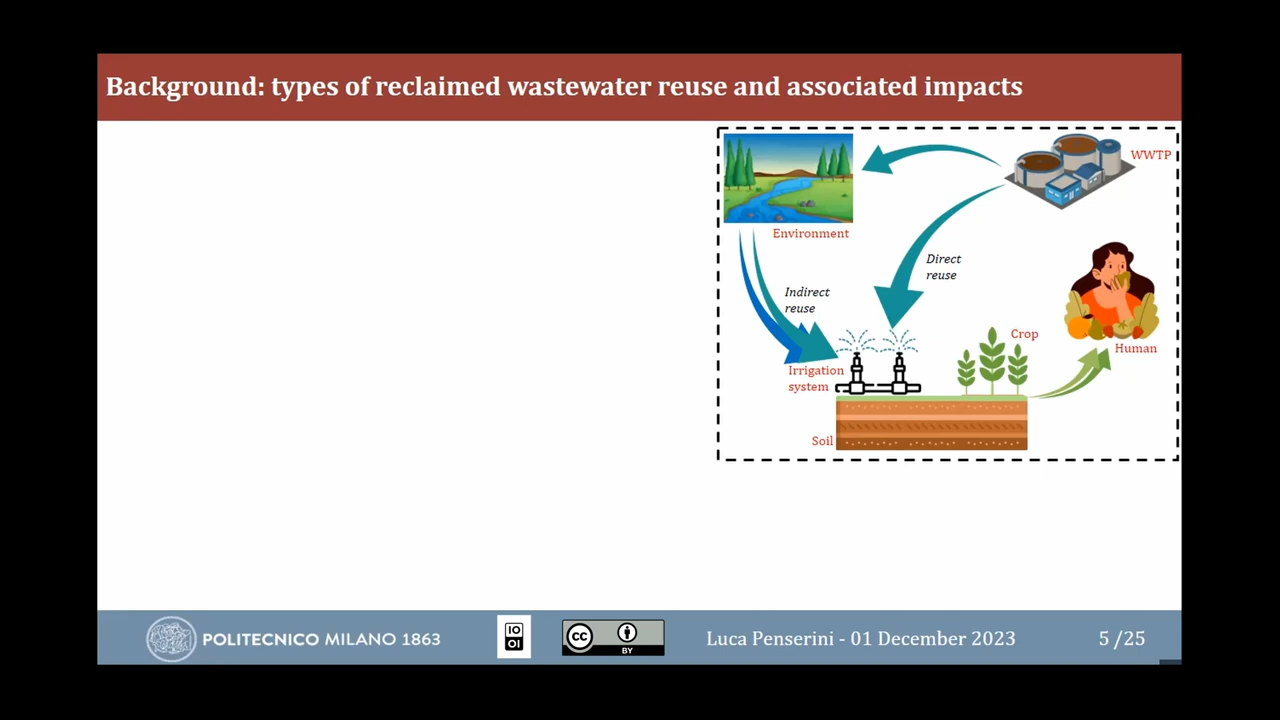 Background: types of reclaimed wastewater reuse and associated impacts
WWTP
Environment
Direct
reuse
Indirect
reuse
Crop
Human
Irrigation
system
Soil
POLITECNICO MILANO 1863
IO
OI
cc
BY
Luca Penserini - 01 December 2023
5 /25